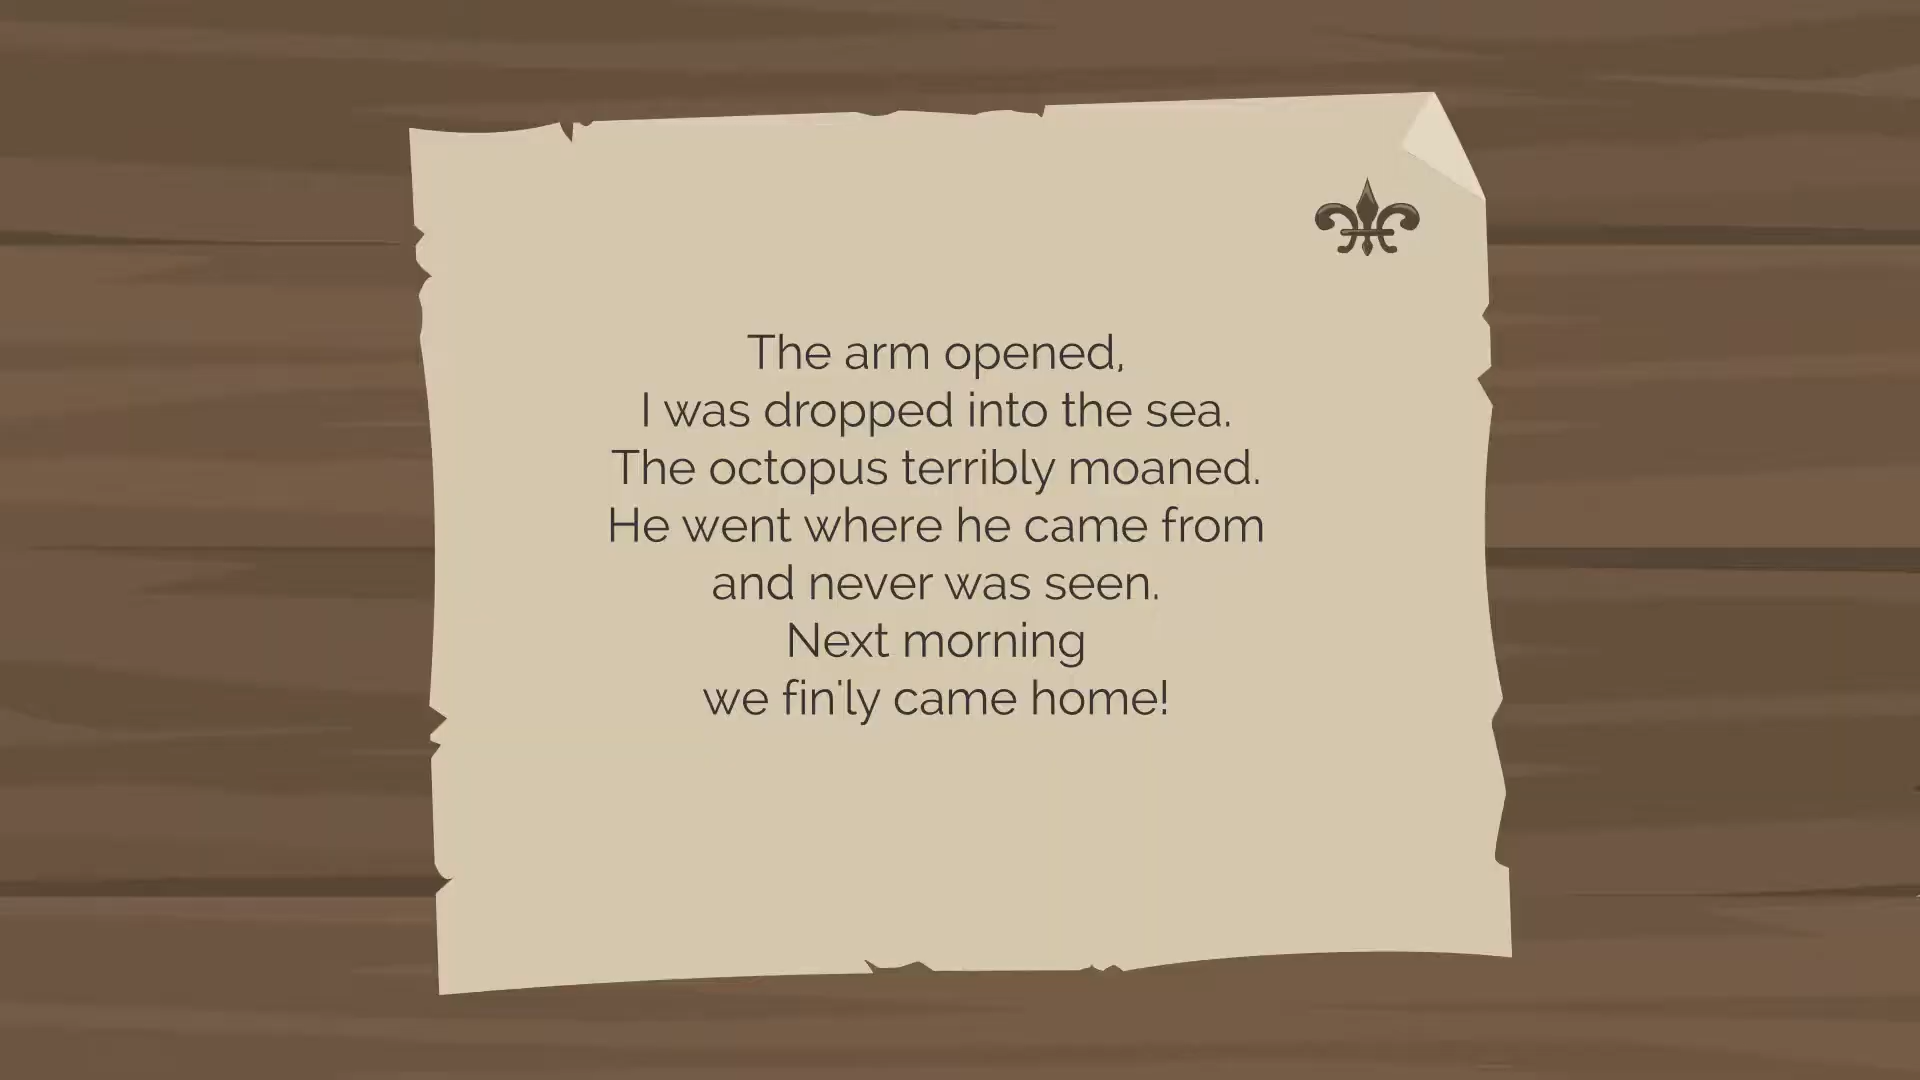 The arm opened,
I was dropped into the sea.
The octopus terribly moaned.
He went where he came from
and never was seen.
Next morning
we fin'ly came home!